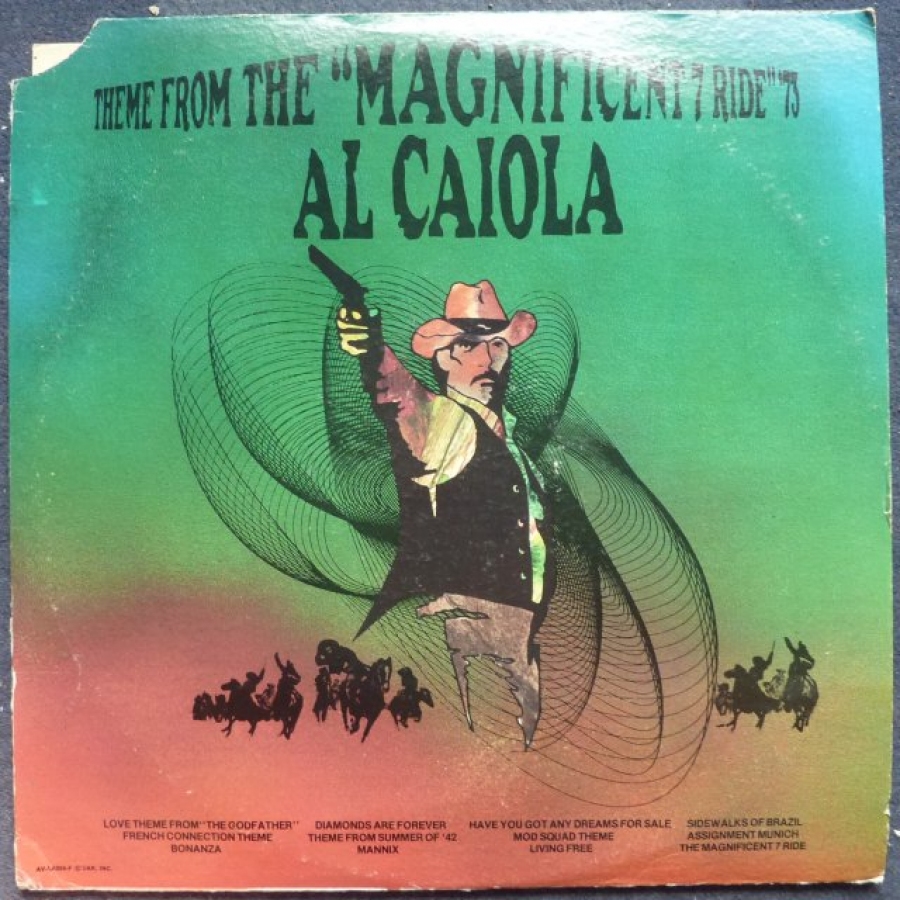 THEME FROM THE "MAGNIFICENT 7 RIDE" '73
AL CAIOLA
LOVE THEME FROM "THE GODFATHER"
FRENCH CONNECTION THEME
BONANZA
DIAMONDS ARE FOREVER
THEME FROM SUMMER OF '42
MANNIX
HAVE YOU GOT ANY DREAMS FOR SALE
MOD SQUAD THEME
LIVING FREE
SIDEWALKS OF BRAZIL
ASSIGNMENT MUNICH
THE MAGNIFICENT 7 RIDE